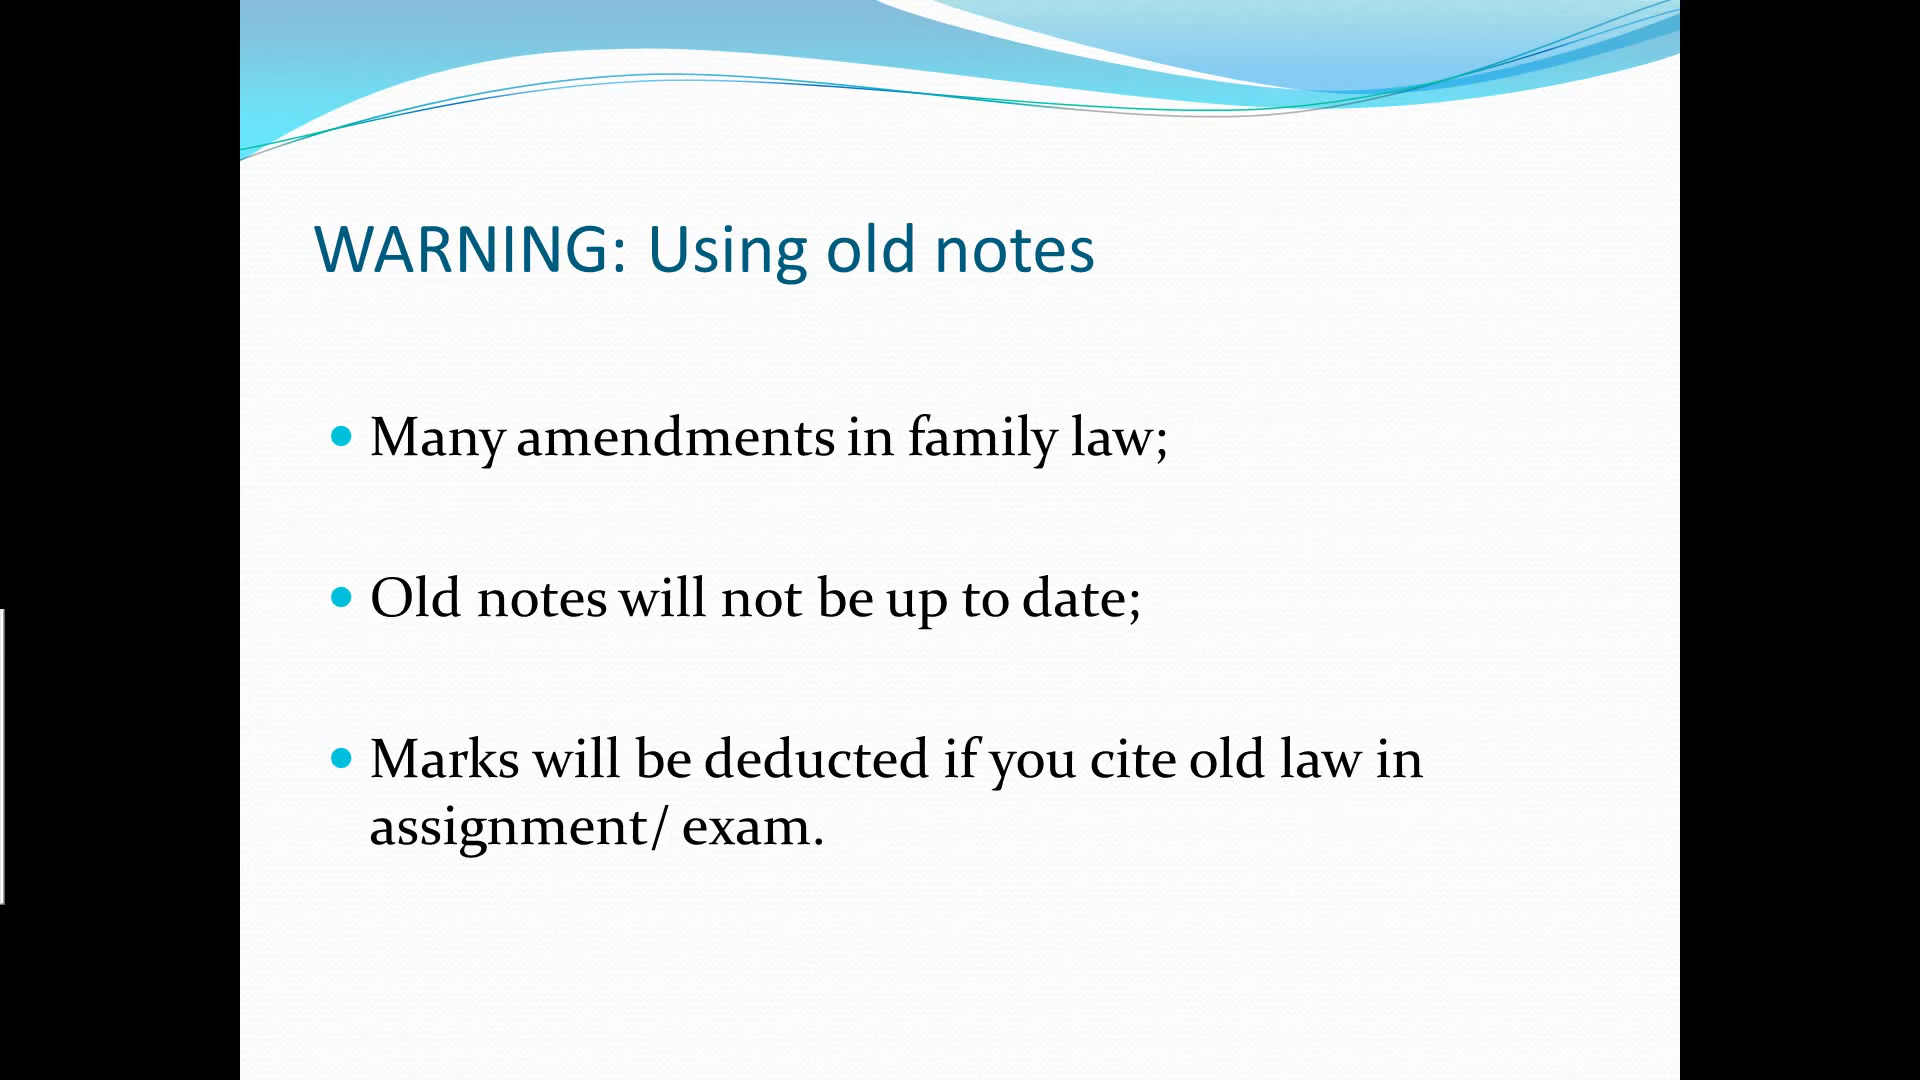 WARNING: Using old notes
Many amendments in family law;
Old notes will not be up to date;
Marks will be deducted if you cite old law in
assignment/ exam.